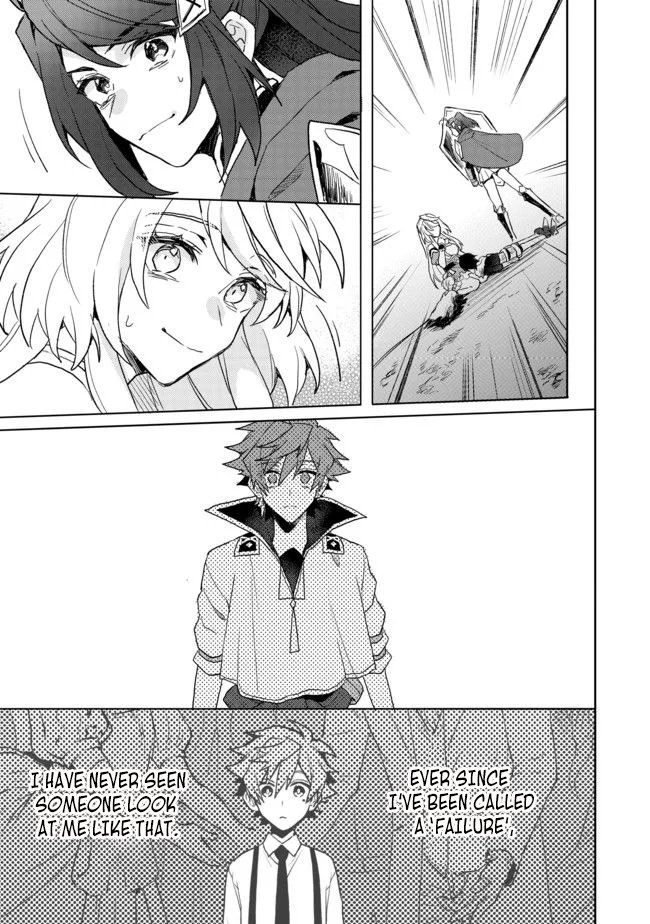 EVER SINCE
I'VE BEEN CALLED
A 'FAILURE',
I HAVE NEVER SEEN
SOMEONE LOOK
AT ME LIKE THAT.